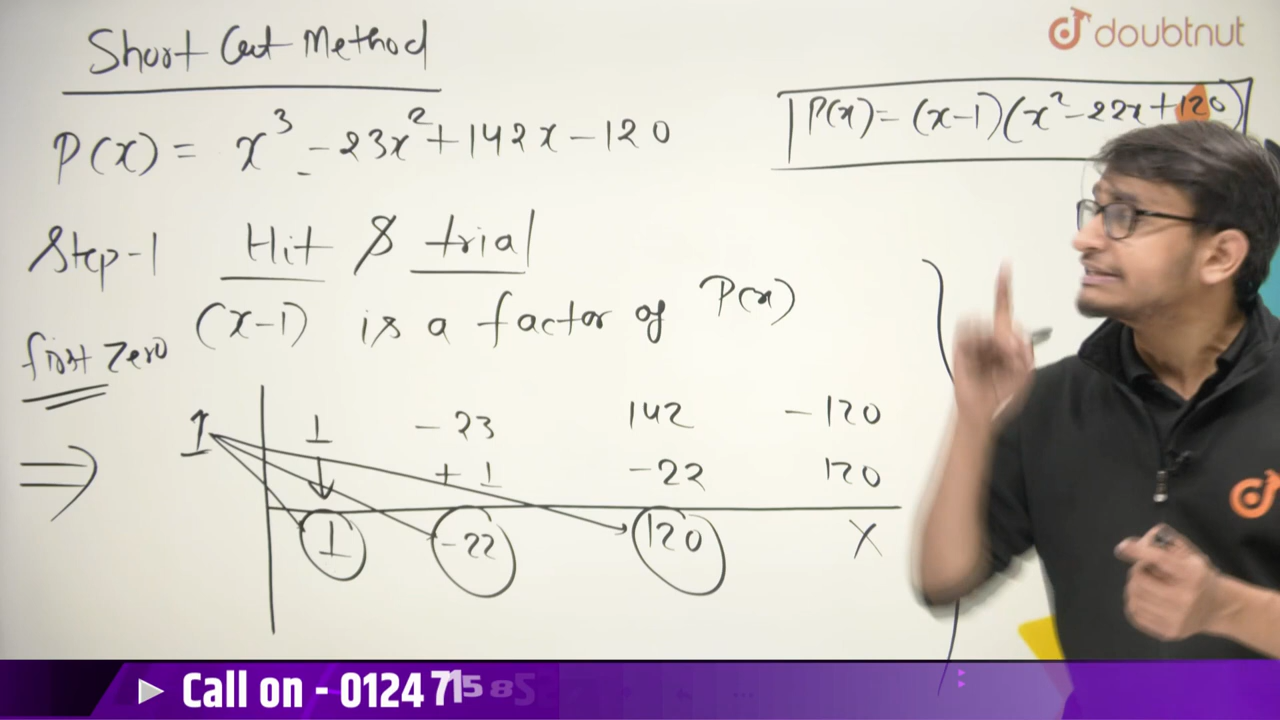 Short Cut Method
doubtnut
P(x) = x³ - 23x² + 142x - 120
P(x) = (x-1)(x² - 22x + 120)
Step-1 Hit & trial
(x-1) is a factor of P(x)
first Zero
1 1 -23 142 -120
+1 -22 120
⇒
1 -22 120 X
Call on - 0124 71585